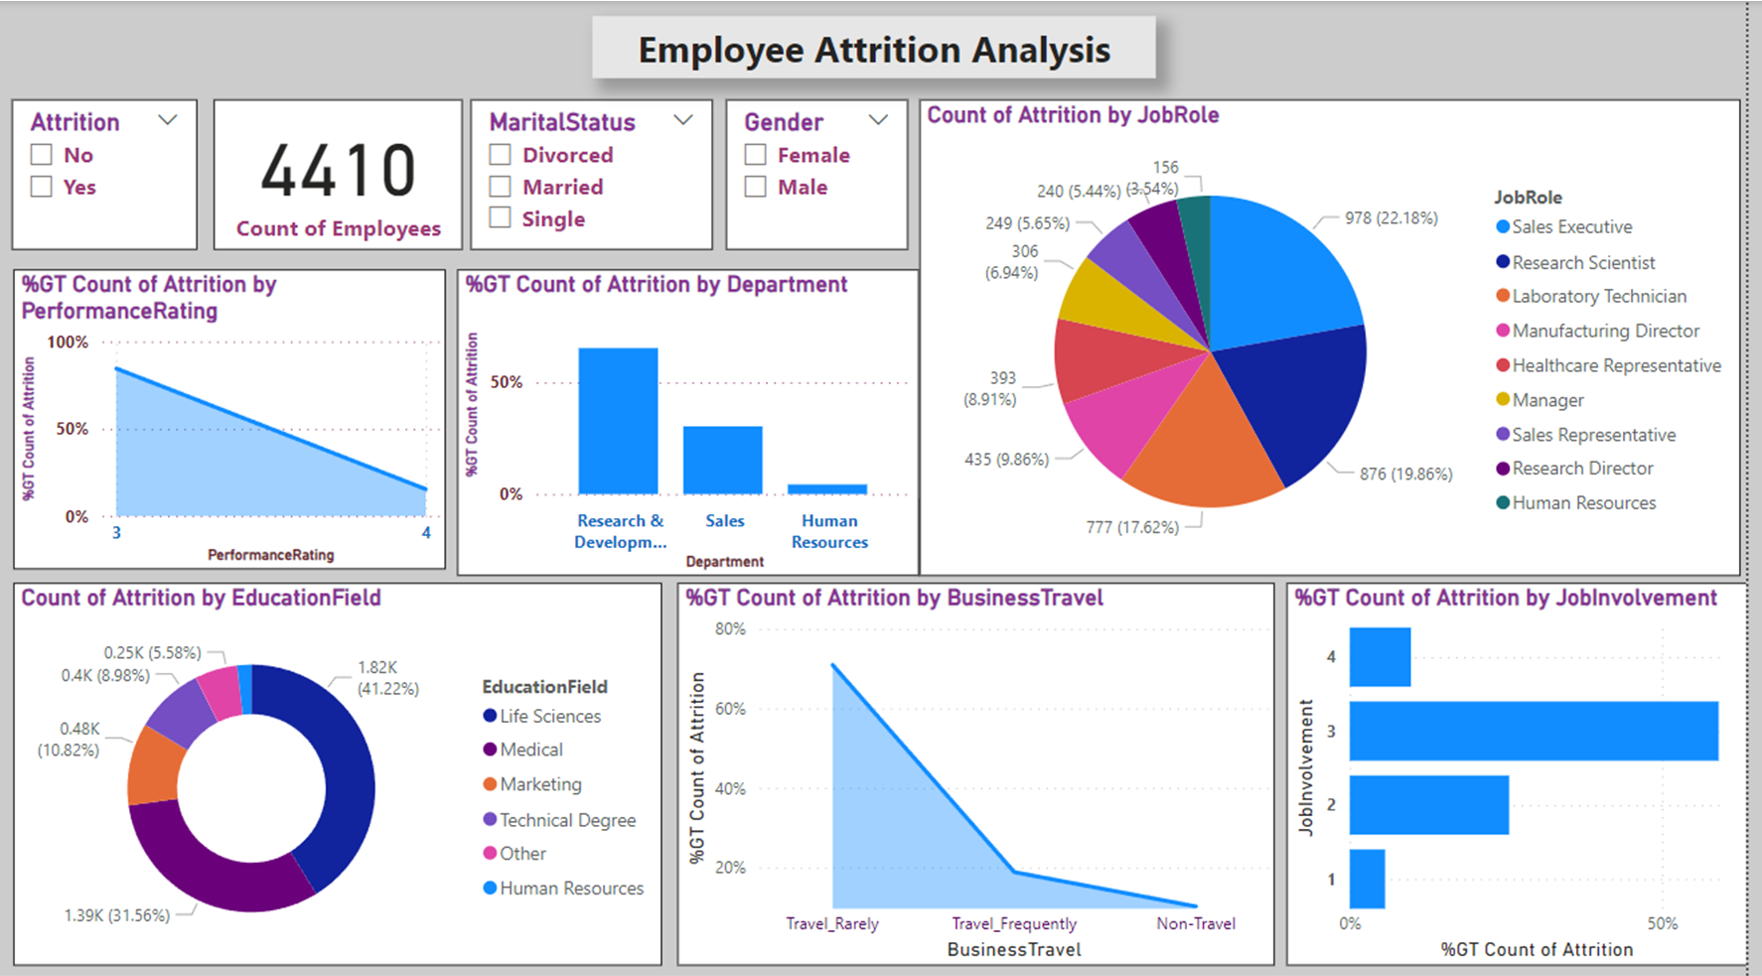 Employee Attrition Analysis
Attrition
No
Yes
4410
Count of Employees
MaritalStatus
Divorced
Married
Single
Gender
Female
Male
Count of Attrition by JobRole
156
(3.54%)
240 (5.44%)
249 (5.65%)
306
(6.94%)
393
(8.91%)
435 (9.86%)
777 (17.62%)
876 (19.86%)
978 (22.18%)
JobRole
Sales Executive
Research Scientist
Laboratory Technician
Manufacturing Director
Healthcare Representative
Manager
Sales Representative
Research Director
Human Resources
%GT Count of Attrition by
PerformanceRating
%GT Count of Attrition
100%
50%
0%
3
4
PerformanceRating
%GT Count of Attrition by Department
%GT Count of Attrition
50%
0%
Research &
Developm...
Sales
Human
Resources
Department
Count of Attrition by EducationField
0.25K (5.58%)
0.4K (8.98%)
0.48K
(10.82%)
1.39K (31.56%)
1.82K
(41.22%)
EducationField
Life Sciences
Medical
Marketing
Technical Degree
Other
Human Resources
%GT Count of Attrition by BusinessTravel
%GT Count of Attrition
80%
60%
40%
20%
Travel_Rarely
Travel_Frequently
Non-Travel
BusinessTravel
%GT Count of Attrition by JobInvolvement
JobInvolvement
4
3
2
1
0%
50%
%GT Count of Attrition